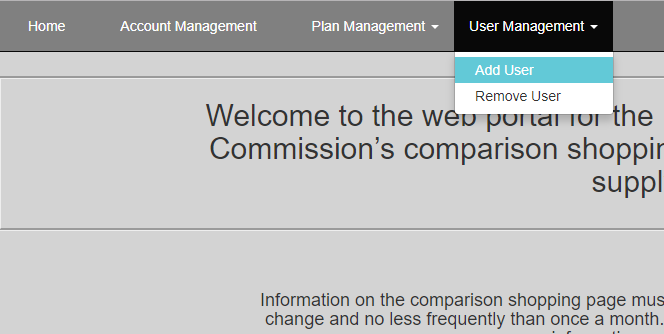 Home Account Management Plan Management User Management
Add User
Remove User
Welcome to the web portal for the
Commission’s comparison shoppin
suppl
Information on the comparison shopping page mus
change and no less frequently than once a month.